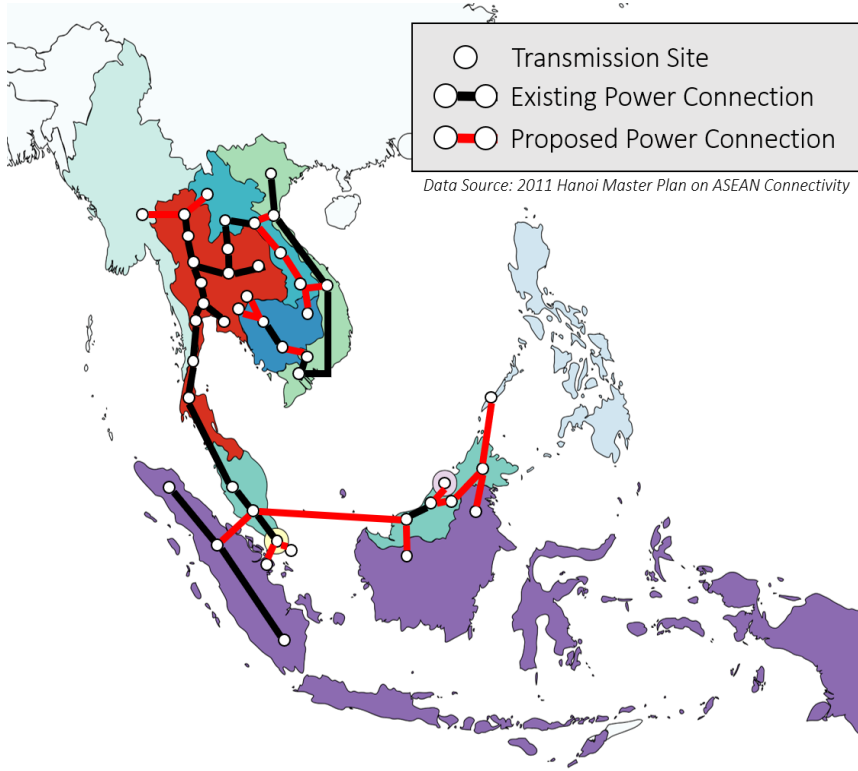 Transmission Site
Existing Power Connection
Proposed Power Connection
Data Source: 2011 Hanoi Master Plan on ASEAN Connectivity